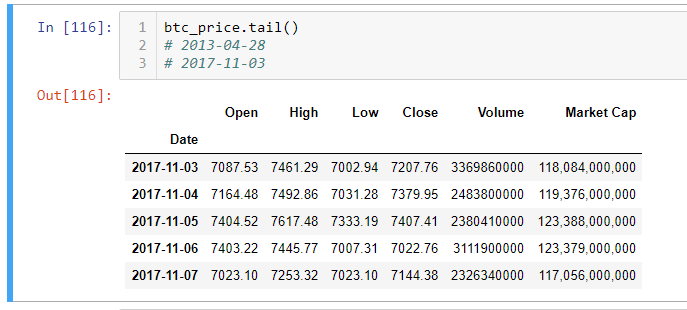 In [116]: 1 btc_price.tail()
2 # 2013-04-28
3 # 2017-11-03
Out[116]:
Open High Low Close Volume Market Cap
Date
2017-11-03 7087.53 7461.29 7002.94 7207.76 3369860000 118,084,000,000
2017-11-04 7164.48 7492.86 7031.28 7379.95 2483800000 119,376,000,000
2017-11-05 7404.52 7617.48 7333.19 7407.41 2380410000 123,388,000,000
2017-11-06 7403.22 7445.77 7007.31 7022.76 3111900000 123,379,000,000
2017-11-07 7023.10 7253.32 7023.10 7144.38 2326340000 117,056,000,000